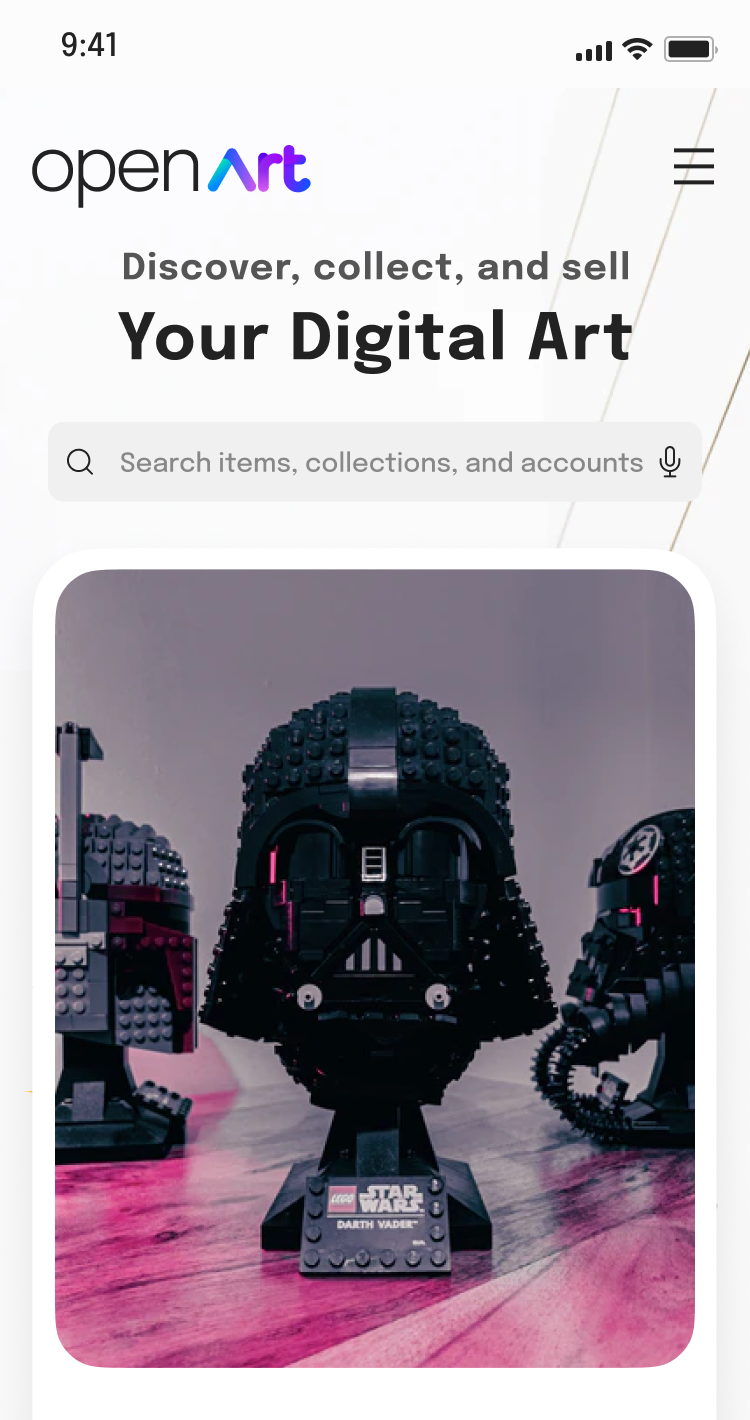 9:41
openArt
Discover, collect, and sell
Your Digital Art
Search items, collections, and accounts
LEGO STAR WARS
DARTH VADER™